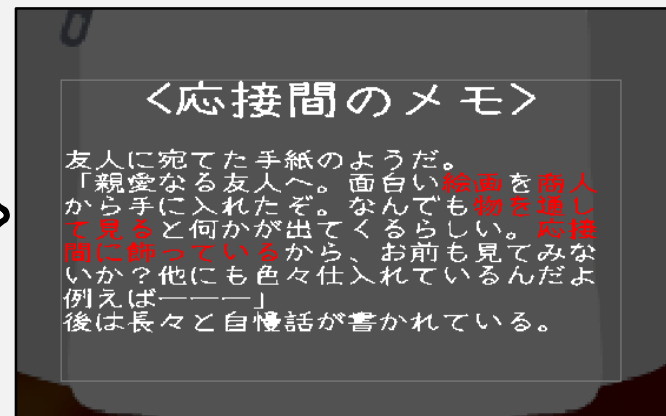 <応接間のメモ>
友人に宛てた手紙のようだ。
「親愛なる友人へ。面白い絵画を商人
から手に入れたぞ。なんでも物を通し
て見ると何かが出てくるらしい。応接
間に飾っているから、お前も見てみな
いか?他にも色々仕入れているんだよ
例えば―――」
後は長々と自慢話が書かれている。